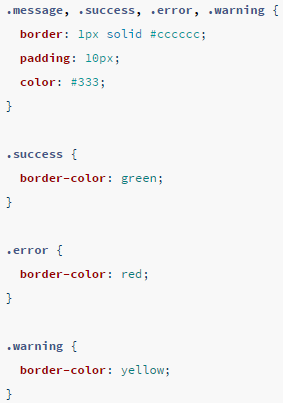 .message, .success, .error, .warning {
  border: 1px solid #cccccc;
  padding: 10px;
  color: #333;
}

.success {
  border-color: green;
}

.error {
  border-color: red;
}

.warning {
  border-color: yellow;
}